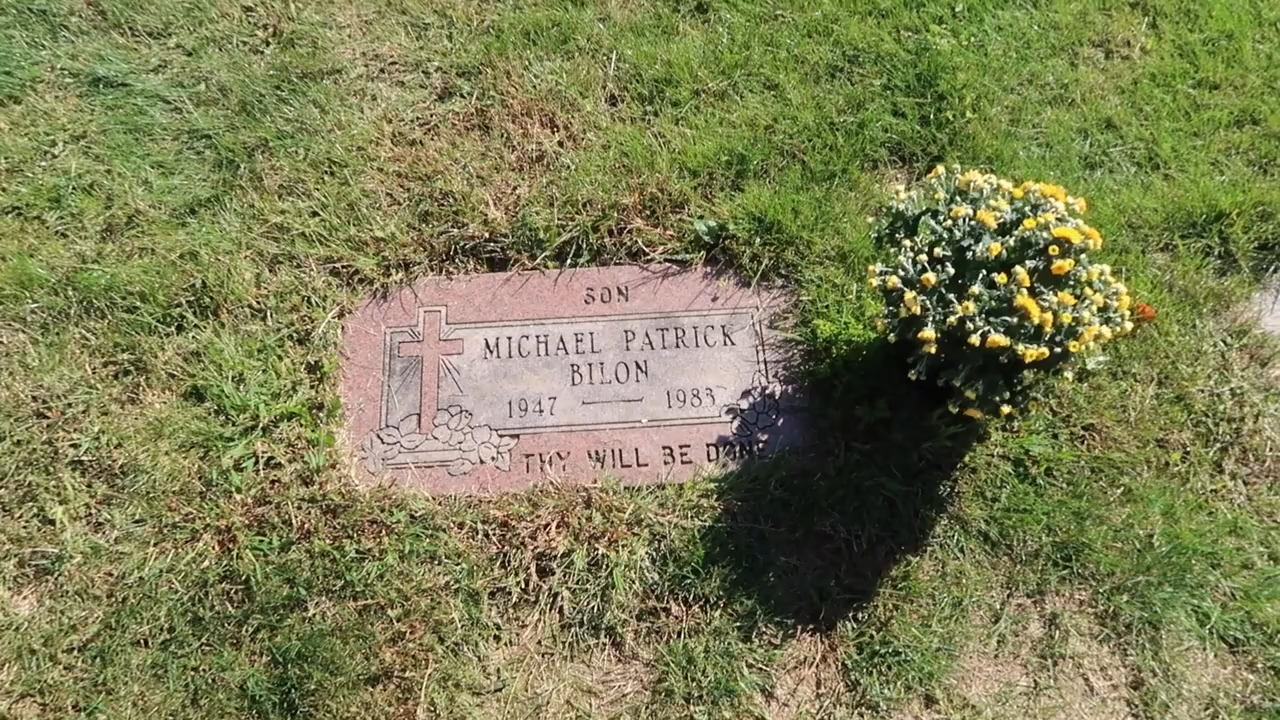 SON
MICHAEL PATRICK
BILON
1947 — 1983
THY WILL BE DONE